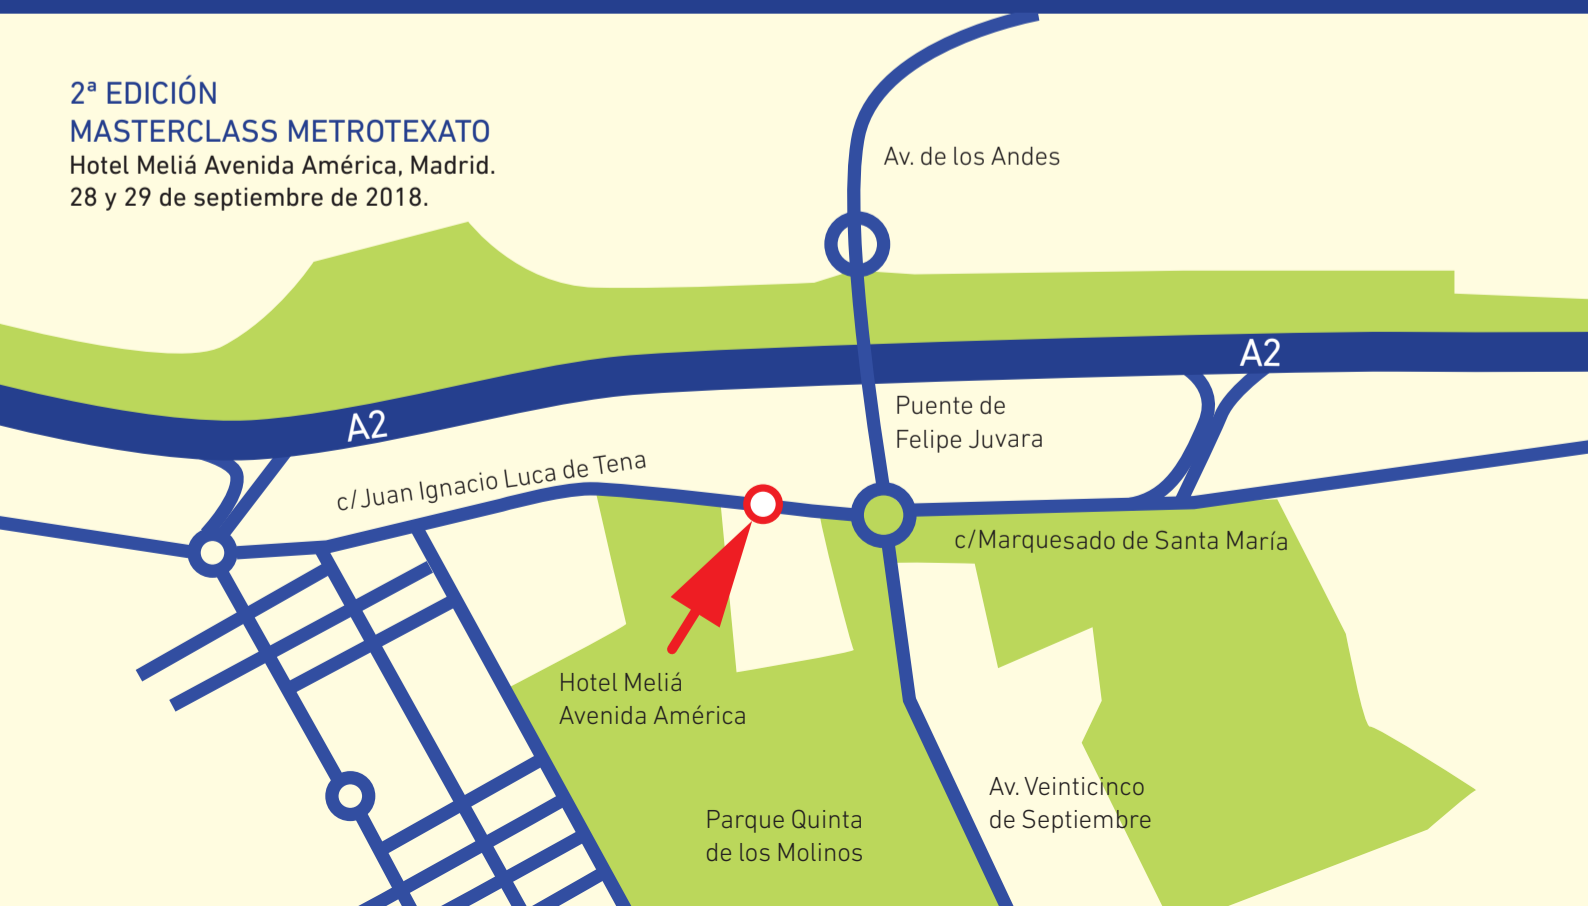 2ª EDICIÓN
MASTERCLASS METROTEXATO
Hotel Meliá Avenida América, Madrid.
28 y 29 de septiembre de 2018.
Av. de los Andes
A2
A2
Puente de
Felipe Juvara
c/Juan Ignacio Luca de Tena
c/Marquesado de Santa María
Hotel Meliá
Avenida América
Av. Veinticinco
de Septiembre
Parque Quinta
de los Molinos